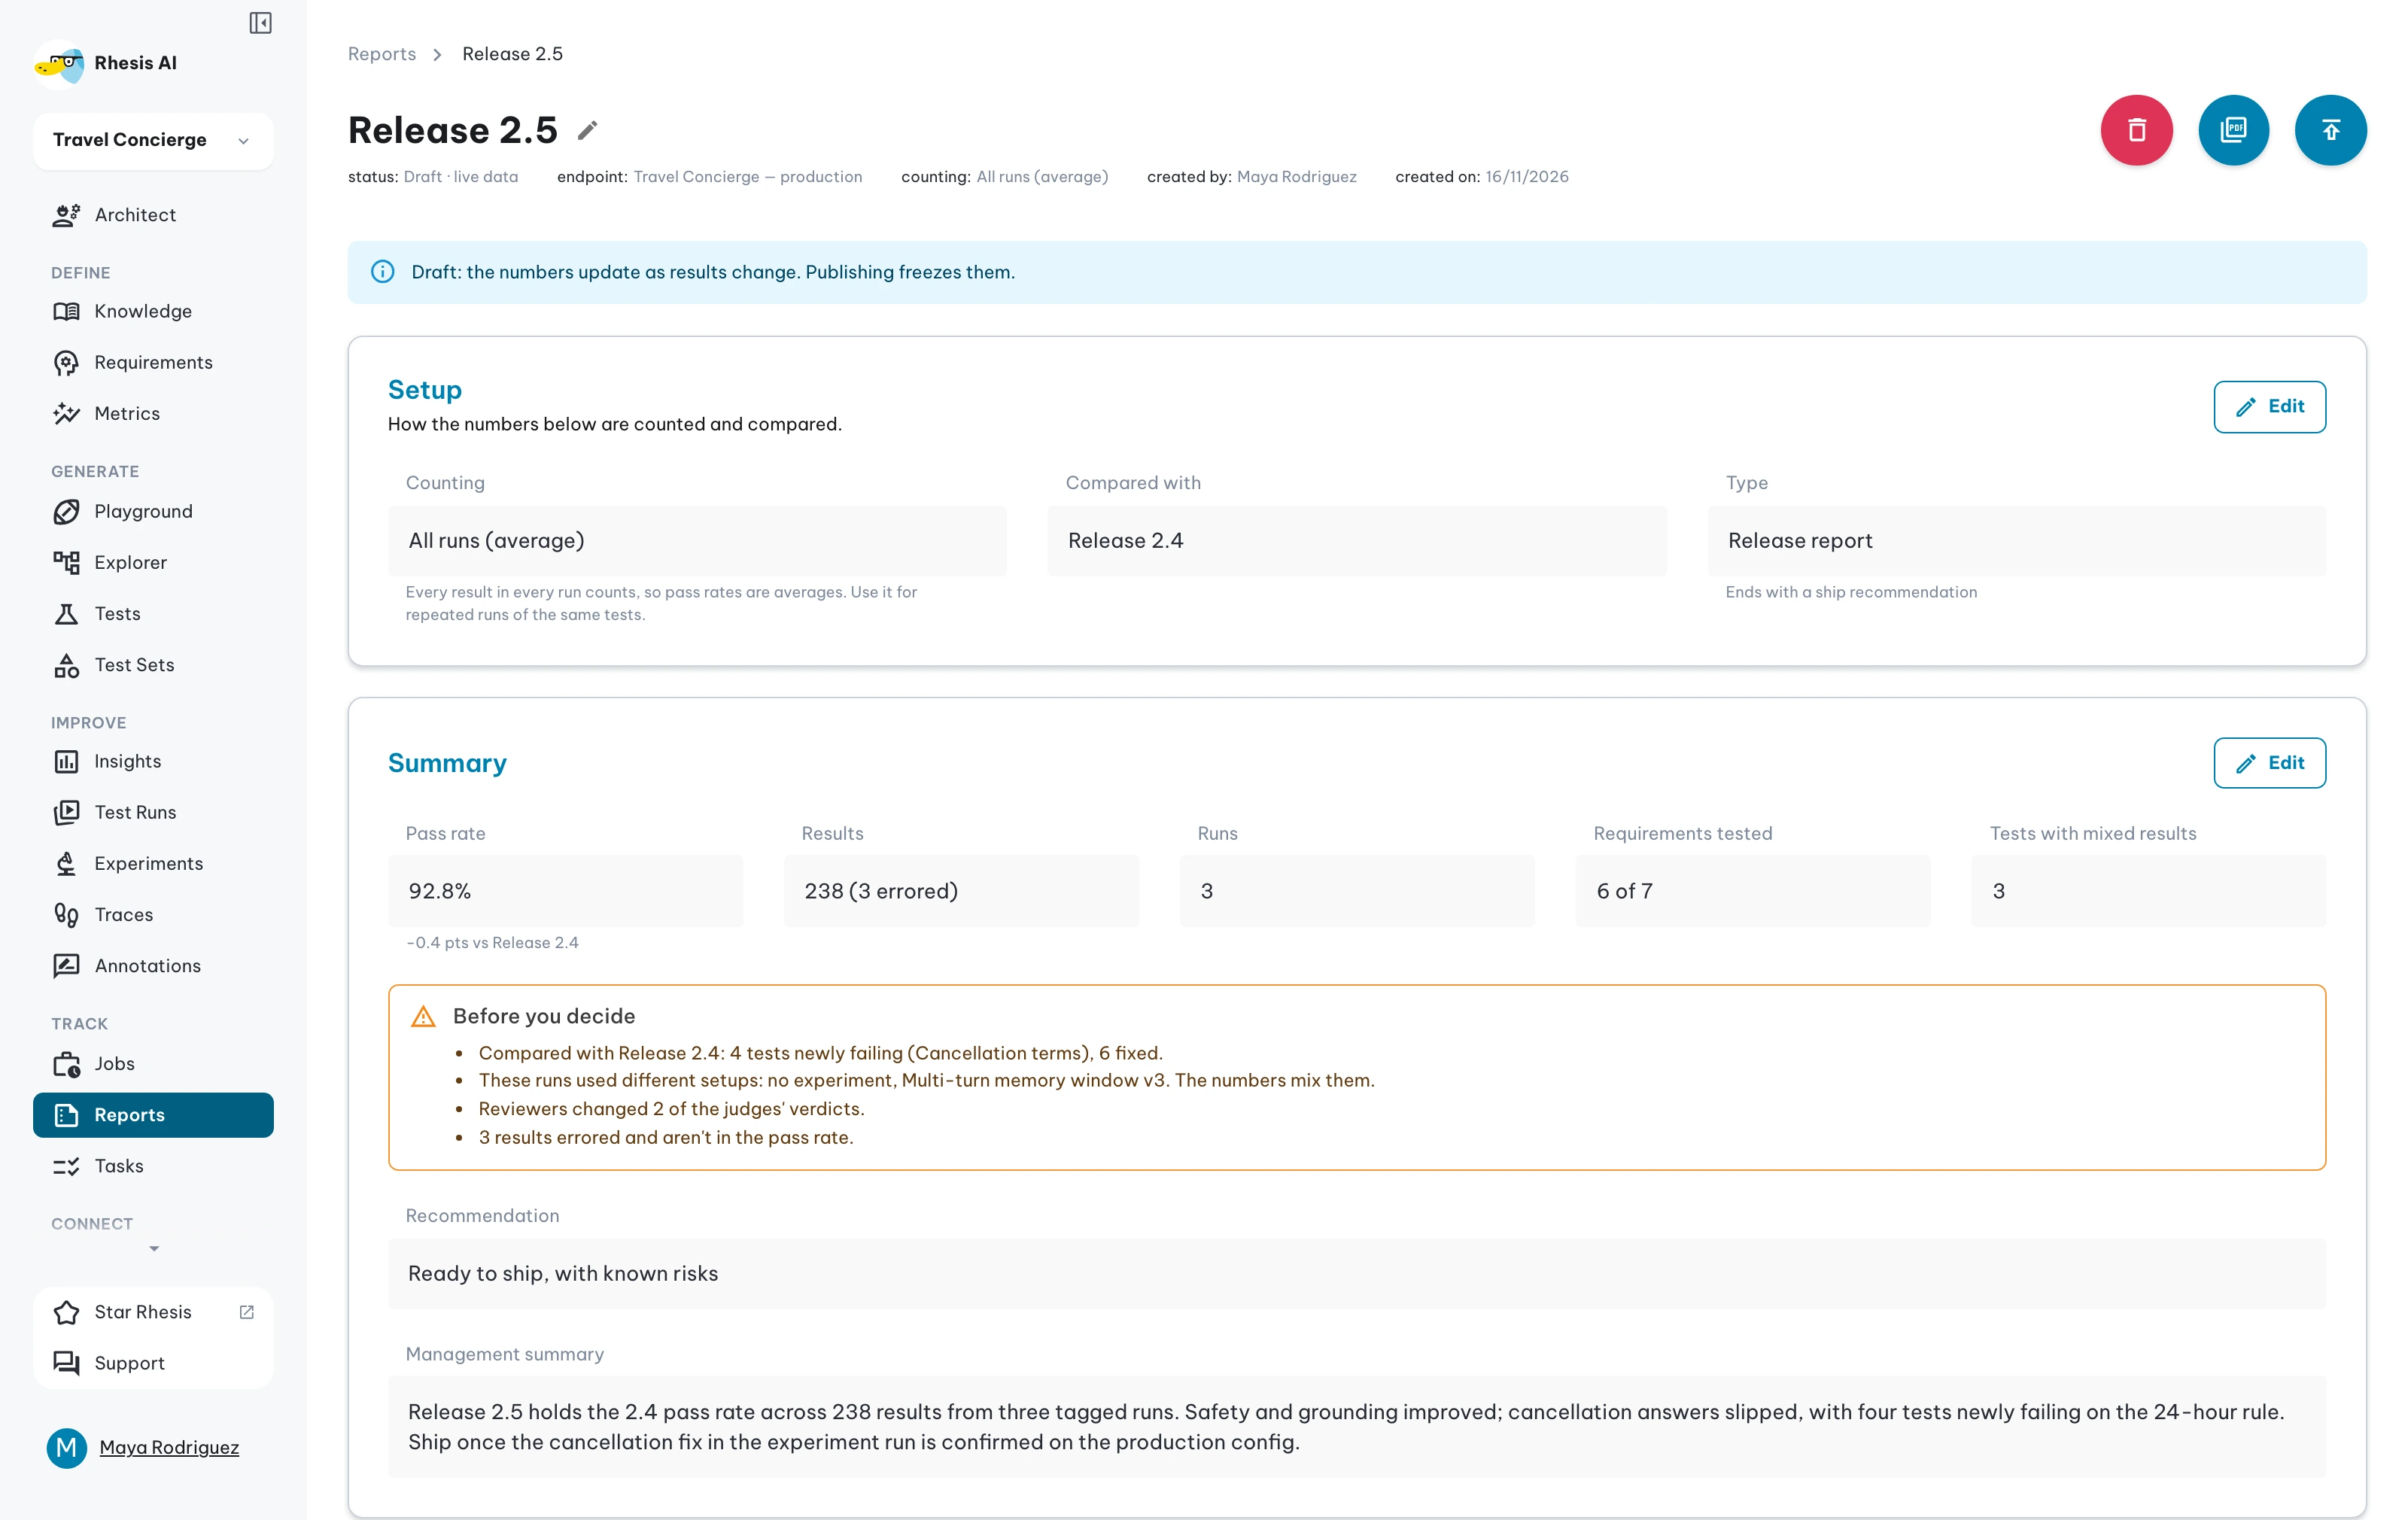 Rhesis AI
Travel Concierge
Architect
DEFINE
Knowledge
Requirements
Metrics
GENERATE
Playground
Explorer
Tests
Test Sets
IMPROVE
Insights
Test Runs
Experiments
Traces
Annotations
TRACK
Jobs
Reports
Tasks
CONNECT
Star Rhesis
Support
M
Maya Rodriguez
Reports > Release 2.5
Release 2.5
PDF
status: Draft · live data endpoint: Travel Concierge – production counting: All runs (average) created by: Maya Rodriguez created on: 16/11/2026
Draft: the numbers update as results change. Publishing freezes them.
Setup
How the numbers below are counted and compared.
Edit
Counting
All runs (average)
Every result in every run counts, so pass rates are averages. Use it for
repeated runs of the same tests.
Compared with
Release 2.4
Type
Release report
Ends with a ship recommendation
Summary
Edit
Pass rate
92.8%
-0.4 pts vs Release 2.4
Results
238 (3 errored)
Runs
3
Requirements tested
6 of 7
Tests with mixed results
3
Before you decide
• Compared with Release 2.4: 4 tests newly failing (Cancellation terms), 6 fixed.
• These runs used different setups: no experiment, Multi-turn memory window v3. The numbers mix them.
• Reviewers changed 2 of the judges' verdicts.
• 3 results errored and aren't in the pass rate.
Recommendation
Ready to ship, with known risks
Management summary
Release 2.5 holds the 2.4 pass rate across 238 results from three tagged runs. Safety and grounding improved; cancellation answers slipped, with four tests newly failing on the 24-hour rule.
Ship once the cancellation fix in the experiment run is confirmed on the production config.